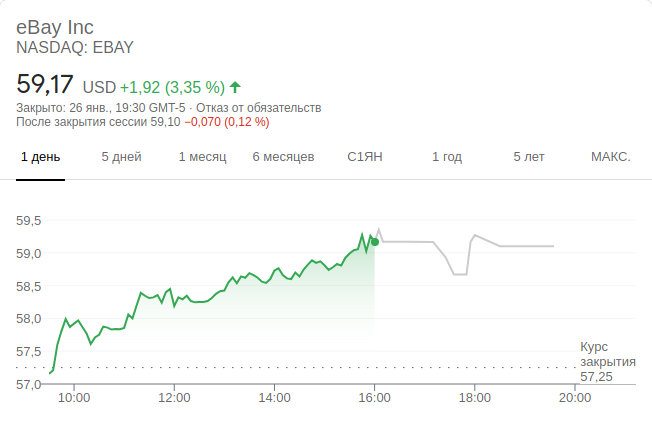 eBay Inc
NASDAQ: EBAY
59,17 USD +1,92 (3,35 %)
Закрыто: 26 янв., 19:30 GMT-5 · Отказ от обязательств
После закрытия сессии 59,10 −0,070 (0,12 %)
1 день 5 дней 1 месяц 6 месяцев С1ЯН 1 год 5 лет МАКС.
59,5
59,0
58,5
58,0
57,5
57,0
Курс
закрытия
57,25
10:00 12:00 14:00 16:00 18:00 20:00